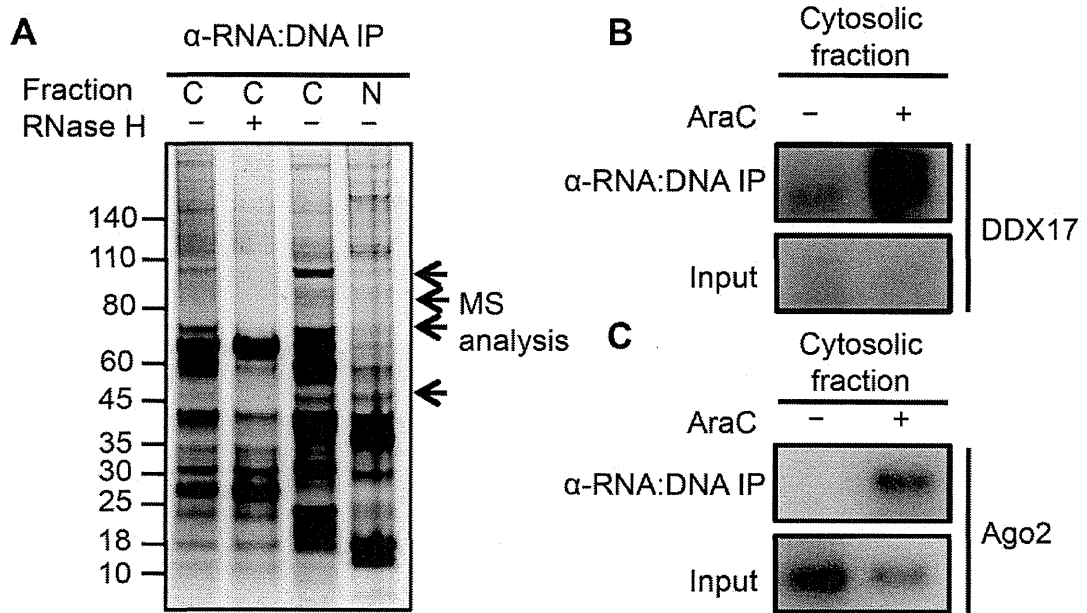 A
α-RNA:DNA IP
Fraction C C C N
RNase H – + – –
140
110
80
60
45
35
30
25
18
10
MS
analysis
B
Cytosolic
fraction
AraC – +
α-RNA:DNA IP
Input
DDX17
C
Cytosolic
fraction
AraC – +
α-RNA:DNA IP
Input
Ago2